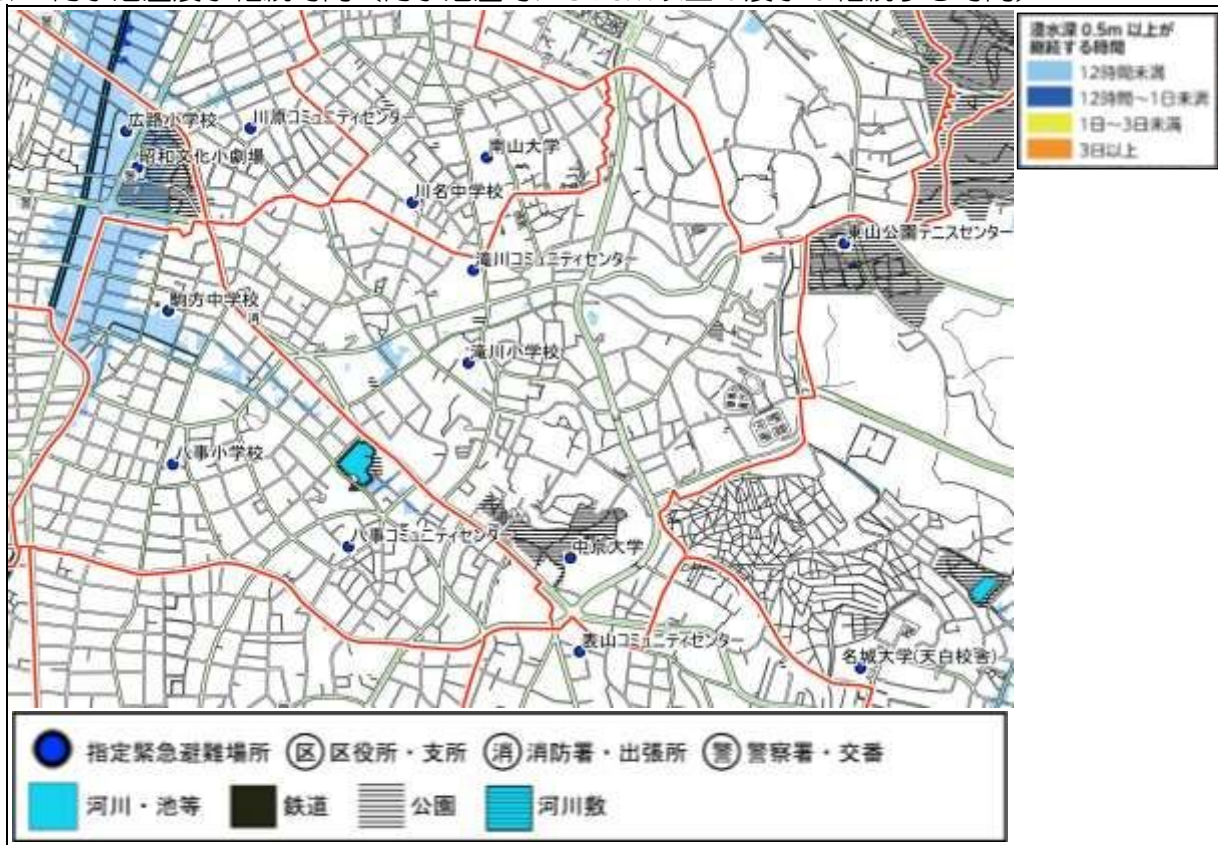 浸水深 0.5m 以上が
継続する時間
12時間未満
12時間～1日未満
1日～3日未満
3日以上
広路小学校
川原コミュニティセンター
昭和文化小劇場
南山大学
川名中学校
東山公園テニスセンター
滝川コミュニティセンター
駒方中学校
消
滝川小学校
八事小学校
八事コミュニティセンター
中京大学
表山コミュニティセンター
名城大学(天白校舎)
指定緊急避難場所 区 区役所・支所 消 消防署・出張所 警 警察署・交番
河川・池等 鉄道 公園 河川敷